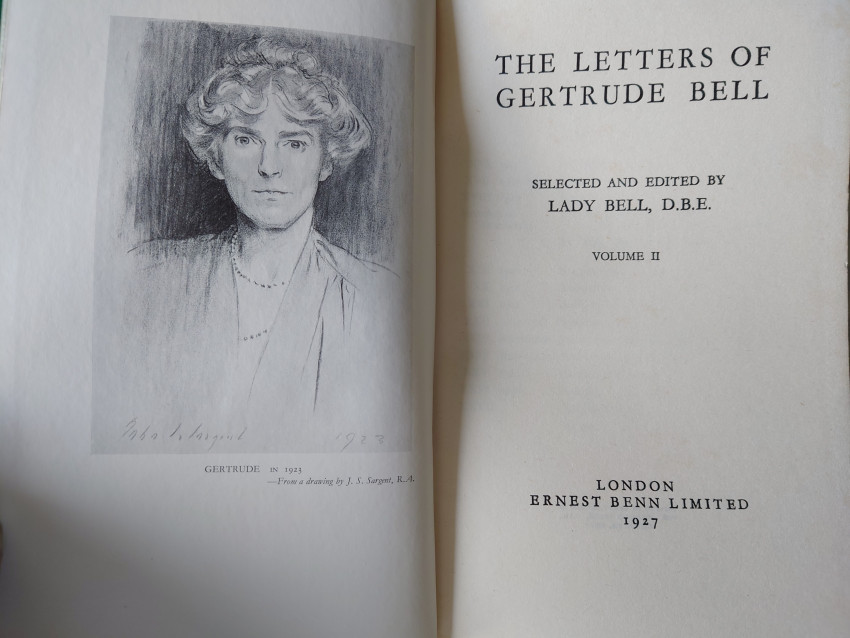 John S. Sargent 1923
GERTRUDE IN 1923
—From a drawing by J. S. Sargent, R.A.
THE LETTERS OF
GERTRUDE BELL
SELECTED AND EDITED BY
LADY BELL, D.B.E.
VOLUME II
LONDON
ERNEST BENN LIMITED
1927